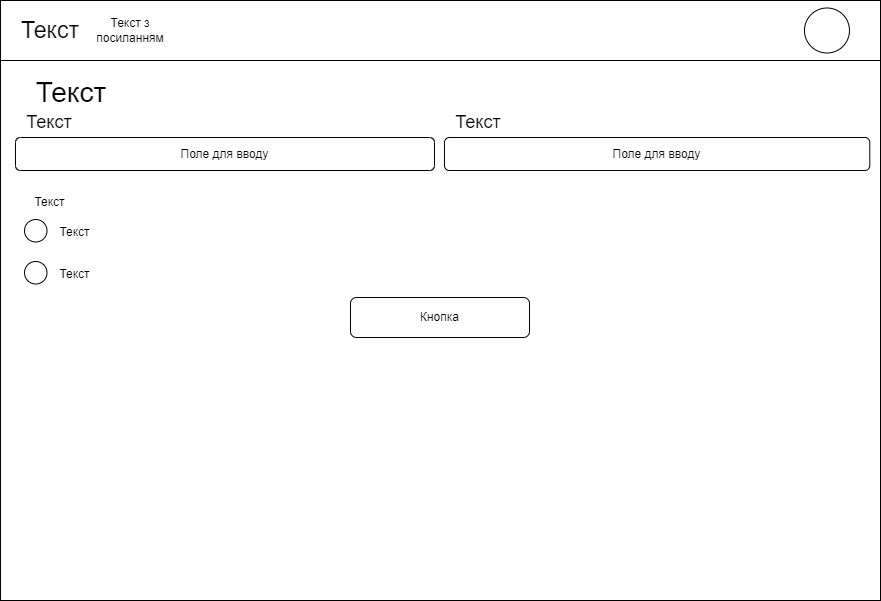 Текст
Текст з
посиланням
Текст
Текст
Текст
Поле для вводу
Поле для вводу
Текст
Текст
Текст
Кнопка